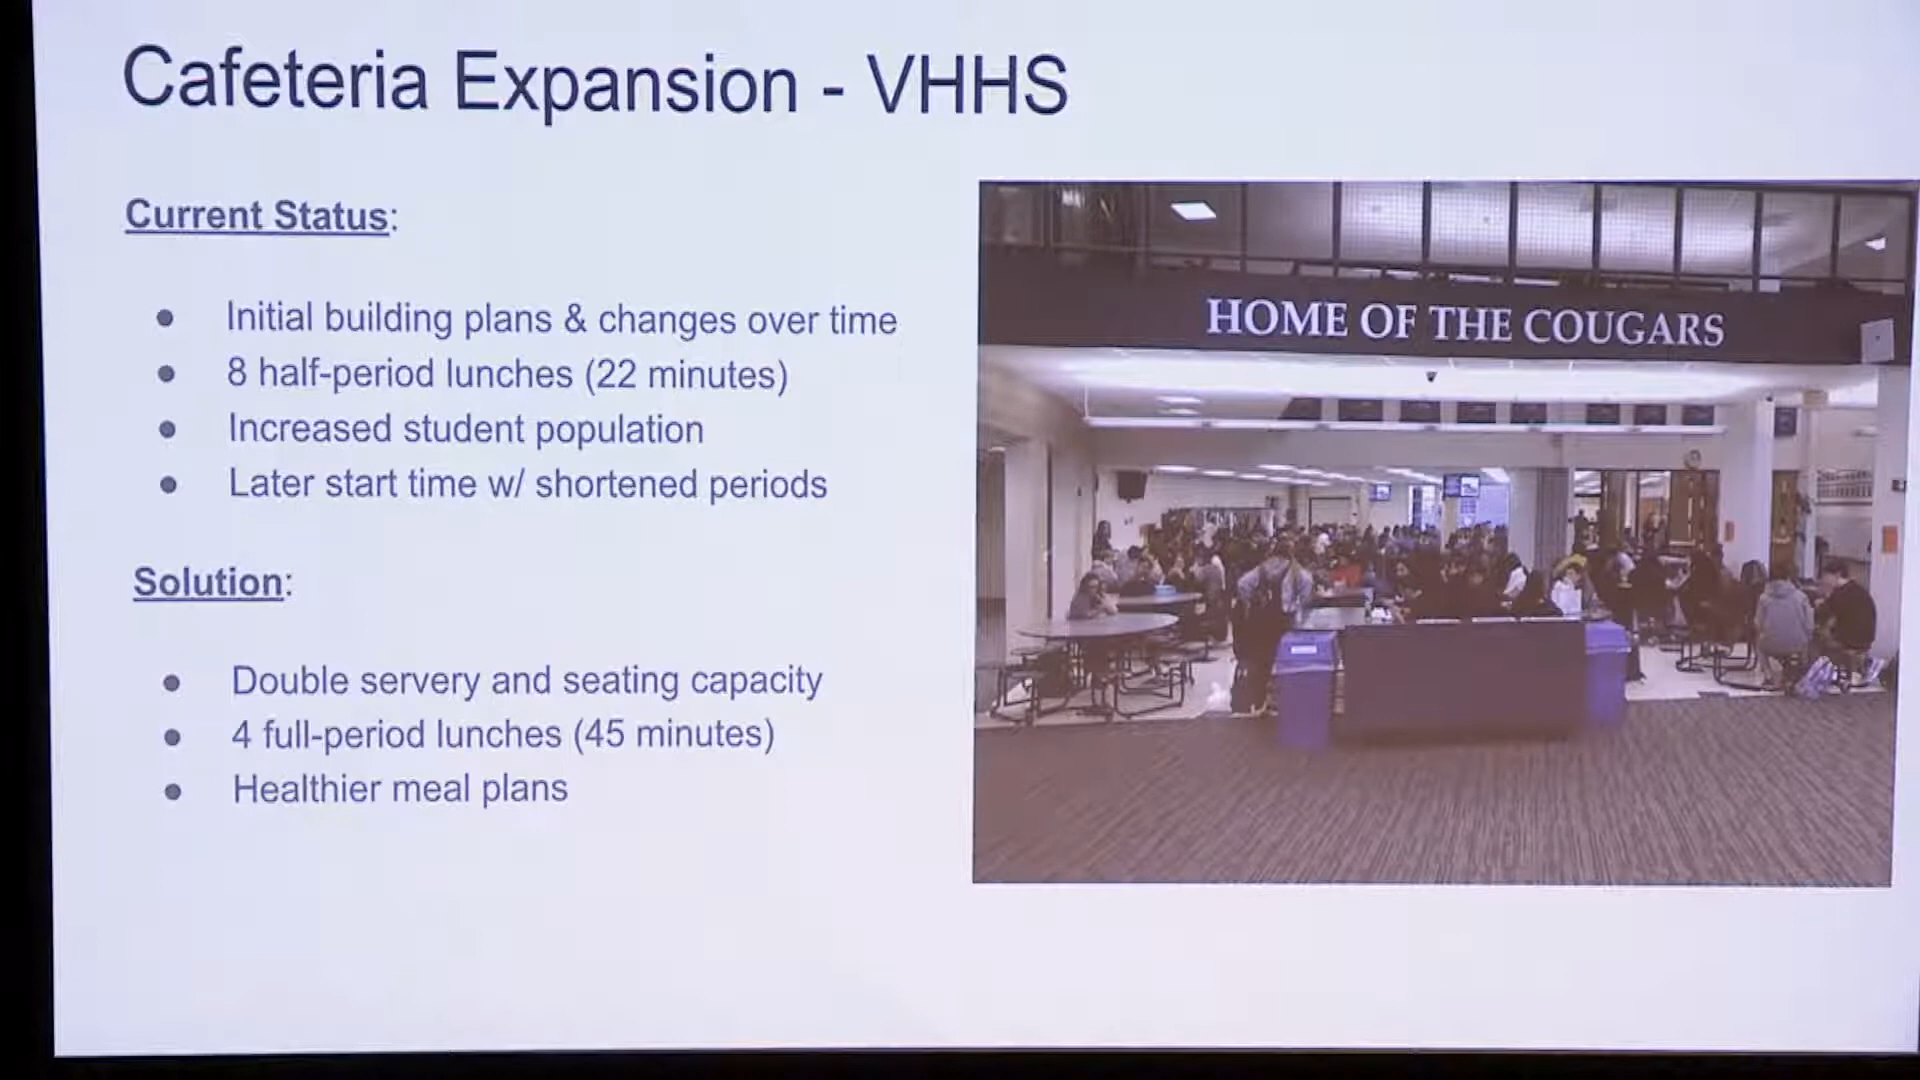 Cafeteria Expansion - VHHS
Current Status:
● Initial building plans & changes over time
● 8 half-period lunches (22 minutes)
● Increased student population
● Later start time w/ shortened periods
Solution:
● Double servery and seating capacity
● 4 full-period lunches (45 minutes)
● Healthier meal plans
HOME OF THE COUGARS